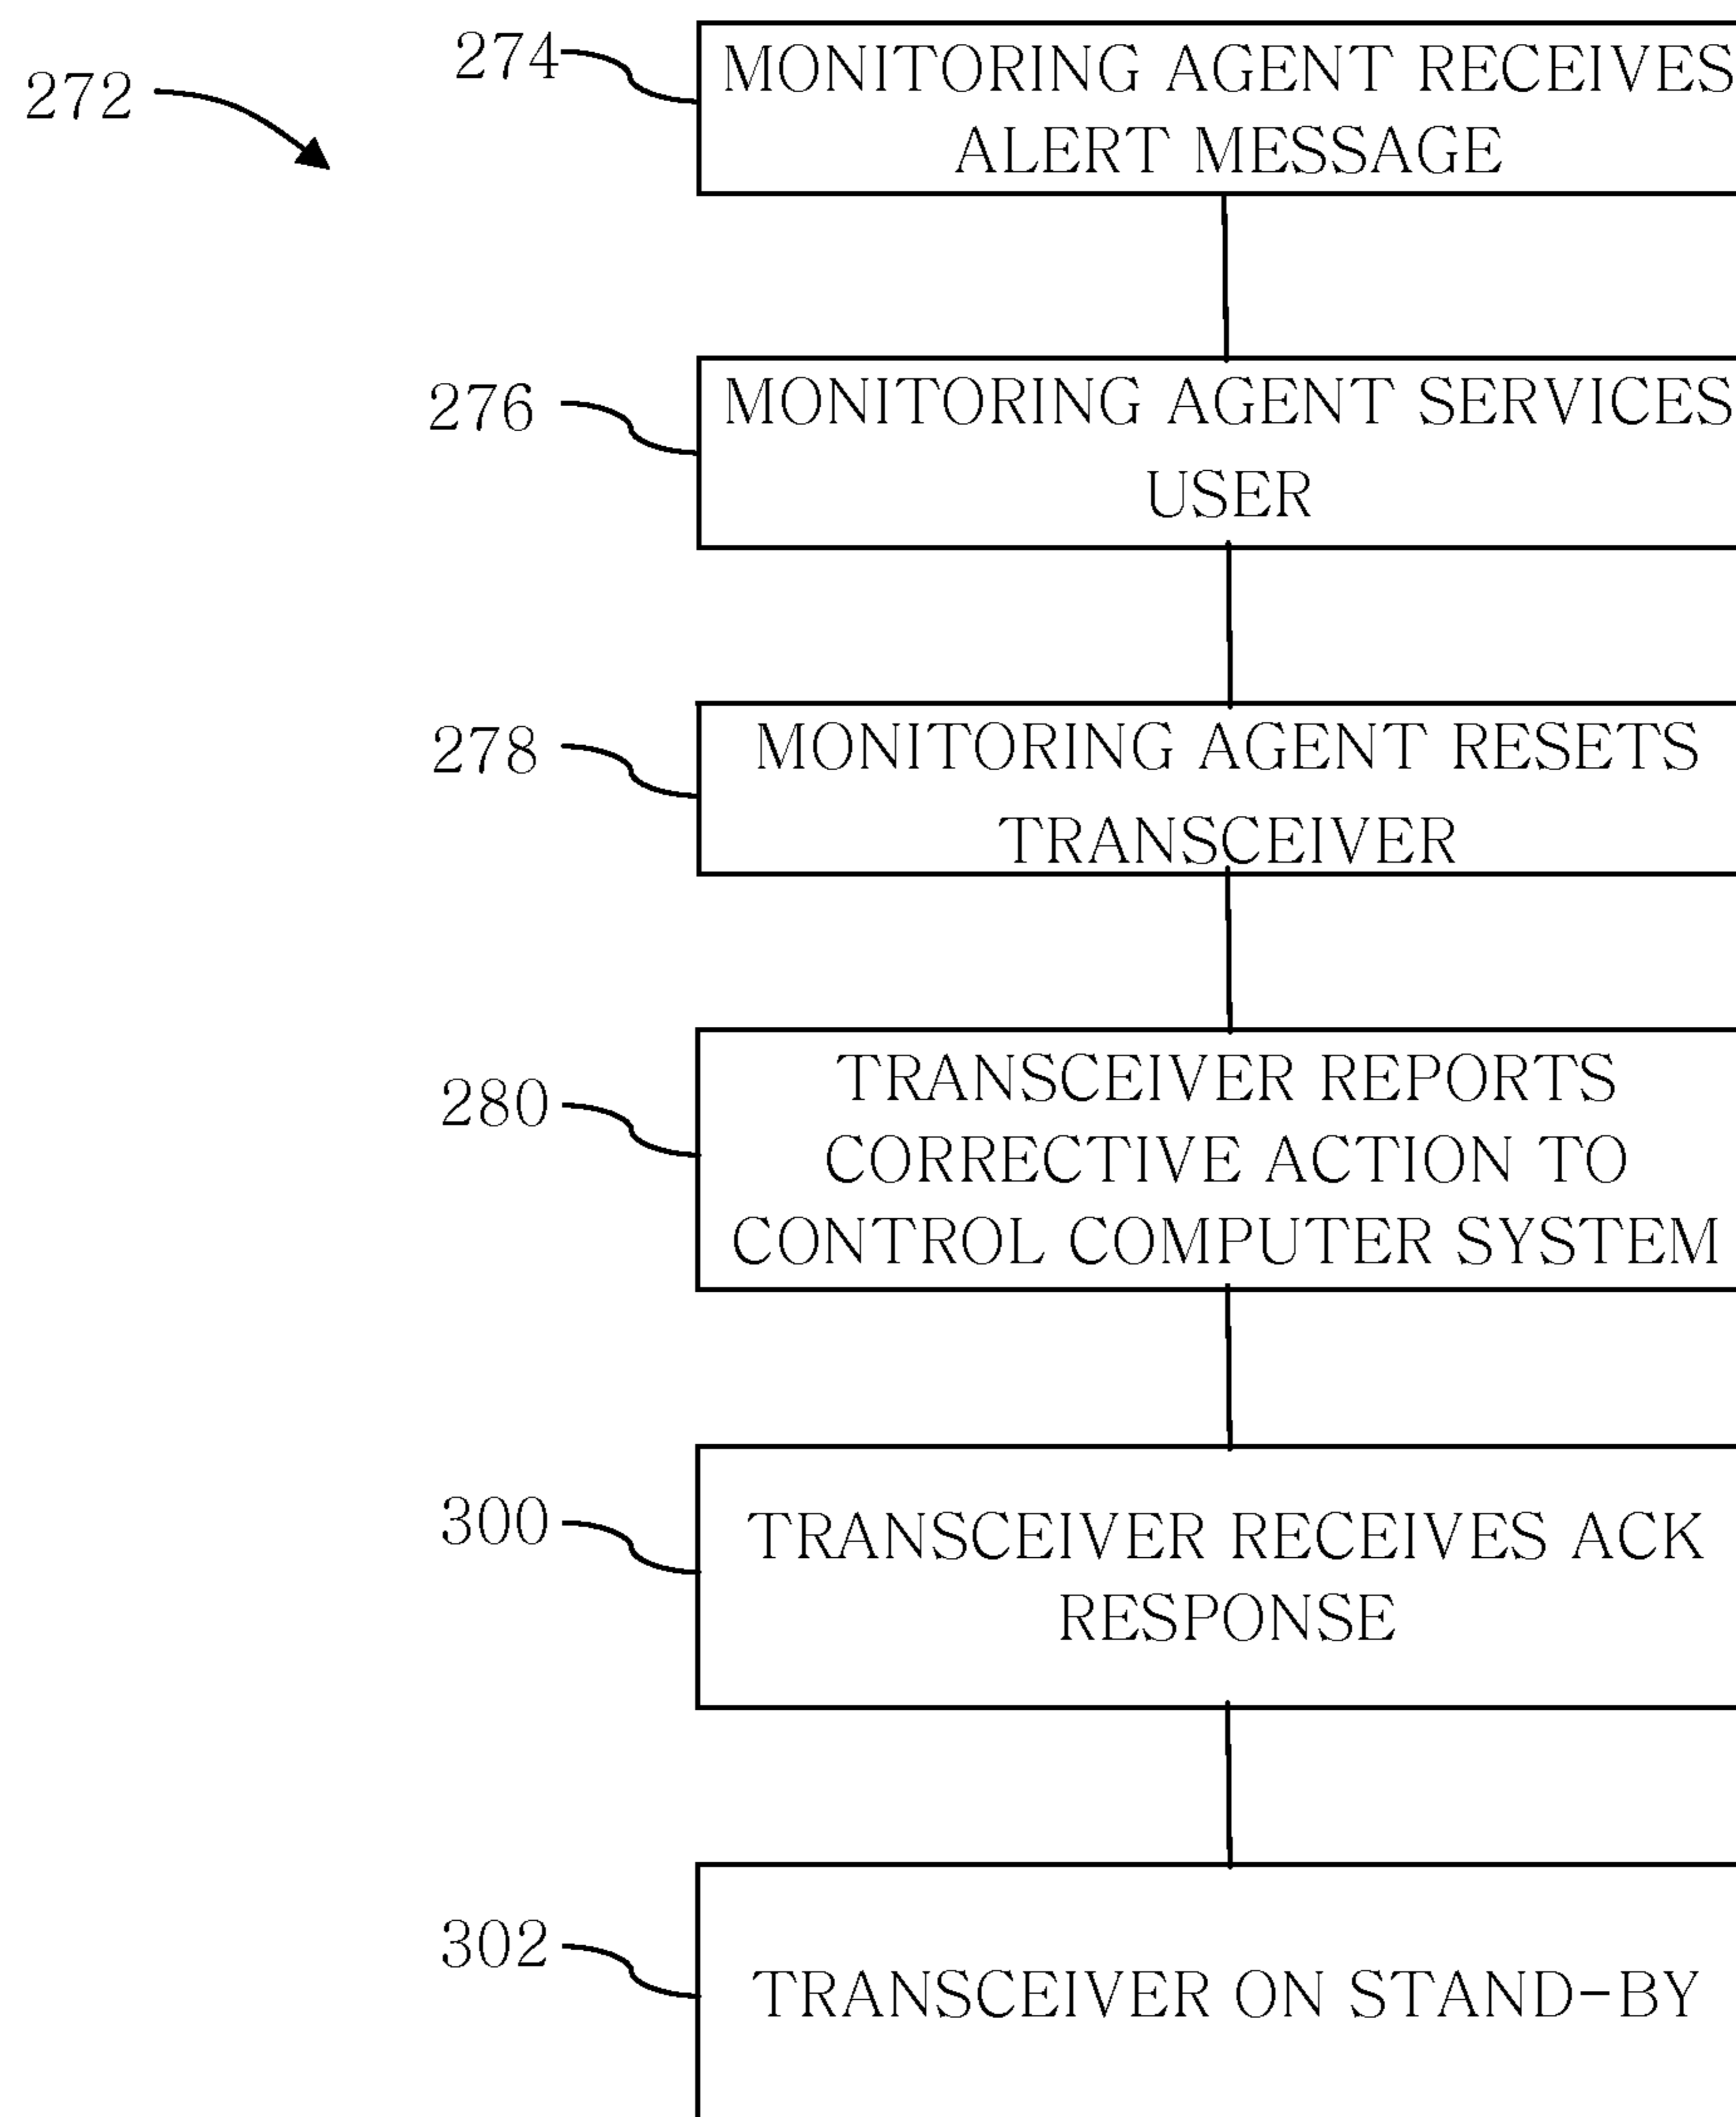 272
274
MONITORING AGENT RECEIVES
ALERT MESSAGE
276
MONITORING AGENT SERVICES
USER
278
MONITORING AGENT RESETS
TRANSCEIVER
280
TRANSCEIVER REPORTS
CORRECTIVE ACTION TO
CONTROL COMPUTER SYSTEM
300
TRANSCEIVER RECEIVES ACK
RESPONSE
302
TRANSCEIVER ON STAND-BY